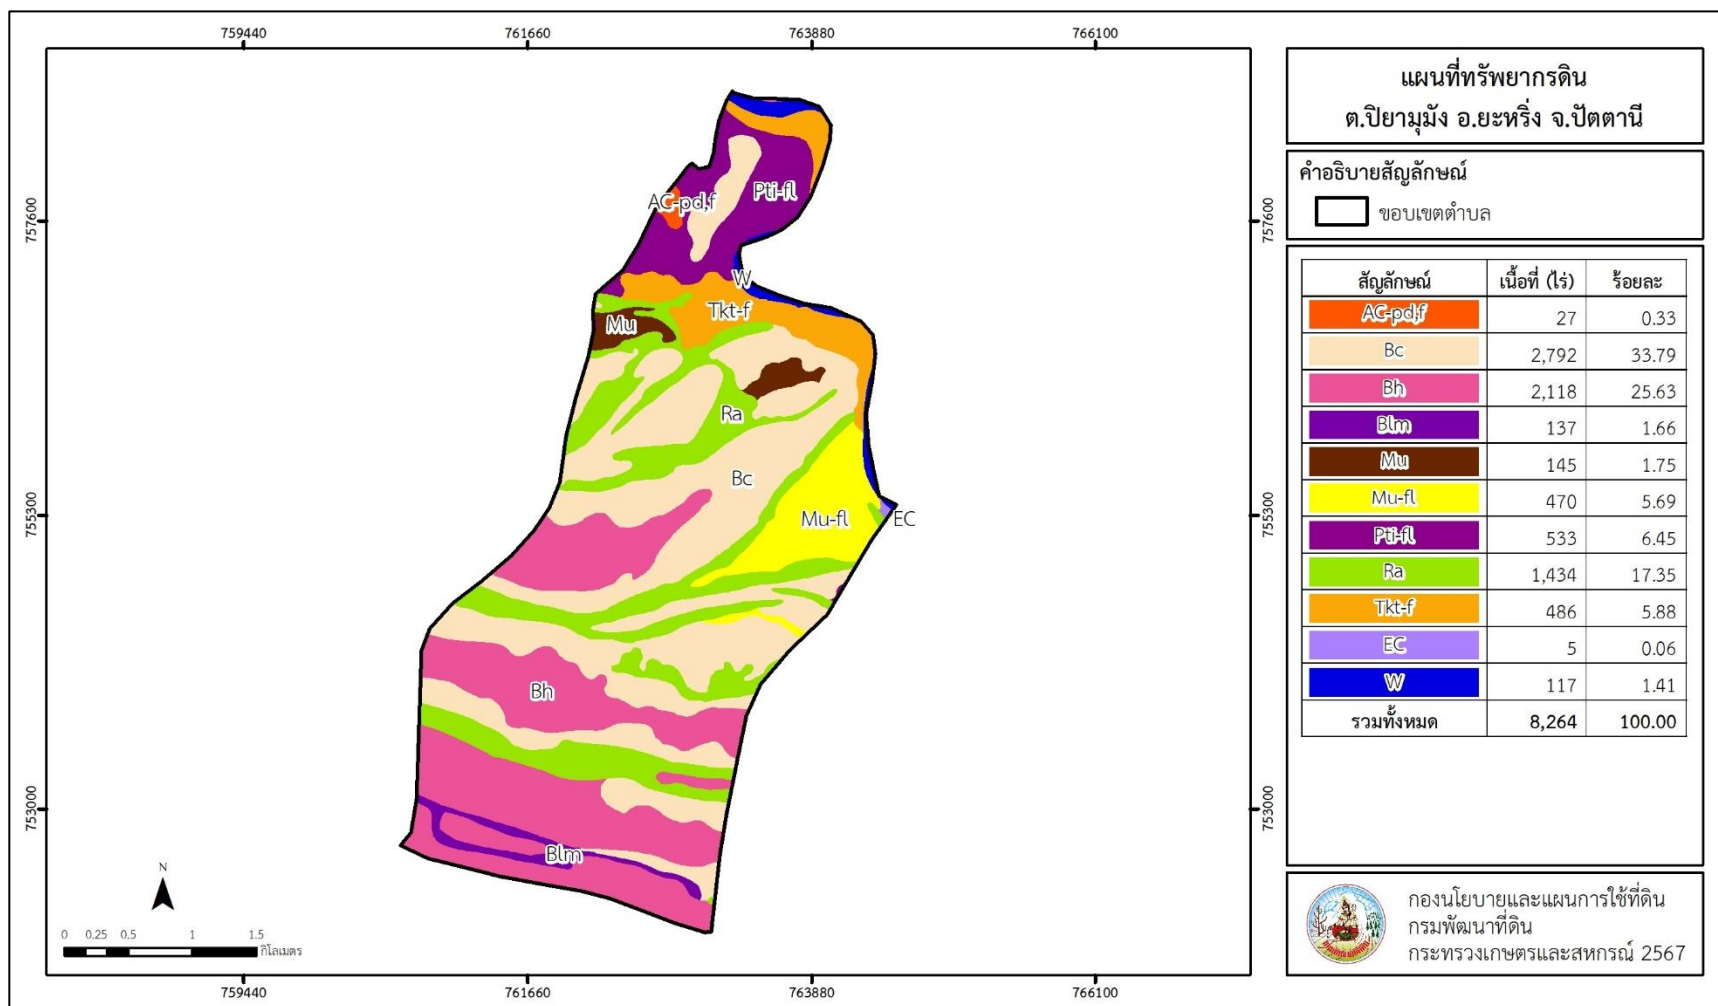 759440 761660 763880 766100
757600 757600
755300 755300
753000 753000
AC-pd,f
Pti-fl
W
Tkt-f
Mu
Ra
Bc
Mu-fl
EC
Bh
Blm
N
0 0.25 0.5 1 1.5
กิโลเมตร
759440 761660 763880 766100
แผนที่ทรัพยากรดิน
ต.ปิยามุมัง อ.ยะหริ่ง จ.ปัตตานี
คำอธิบายสัญลักษณ์
ขอบเขตตำบล
สัญลักษณ์ เนื้อที่ (ไร่) ร้อยละ
AC-pd,f 27 0.33
Bc 2,792 33.79
Bh 2,118 25.63
Blm 137 1.66
Mu 145 1.75
Mu-fl 470 5.69
Pti-fl 533 6.45
Ra 1,434 17.35
Tkt-f 486 5.88
EC 5 0.06
W 117 1.41
รวมทั้งหมด 8,264 100.00
กองนโยบายและแผนการใช้ที่ดิน
กรมพัฒนาที่ดิน
กระทรวงเกษตรและสหกรณ์ 2567